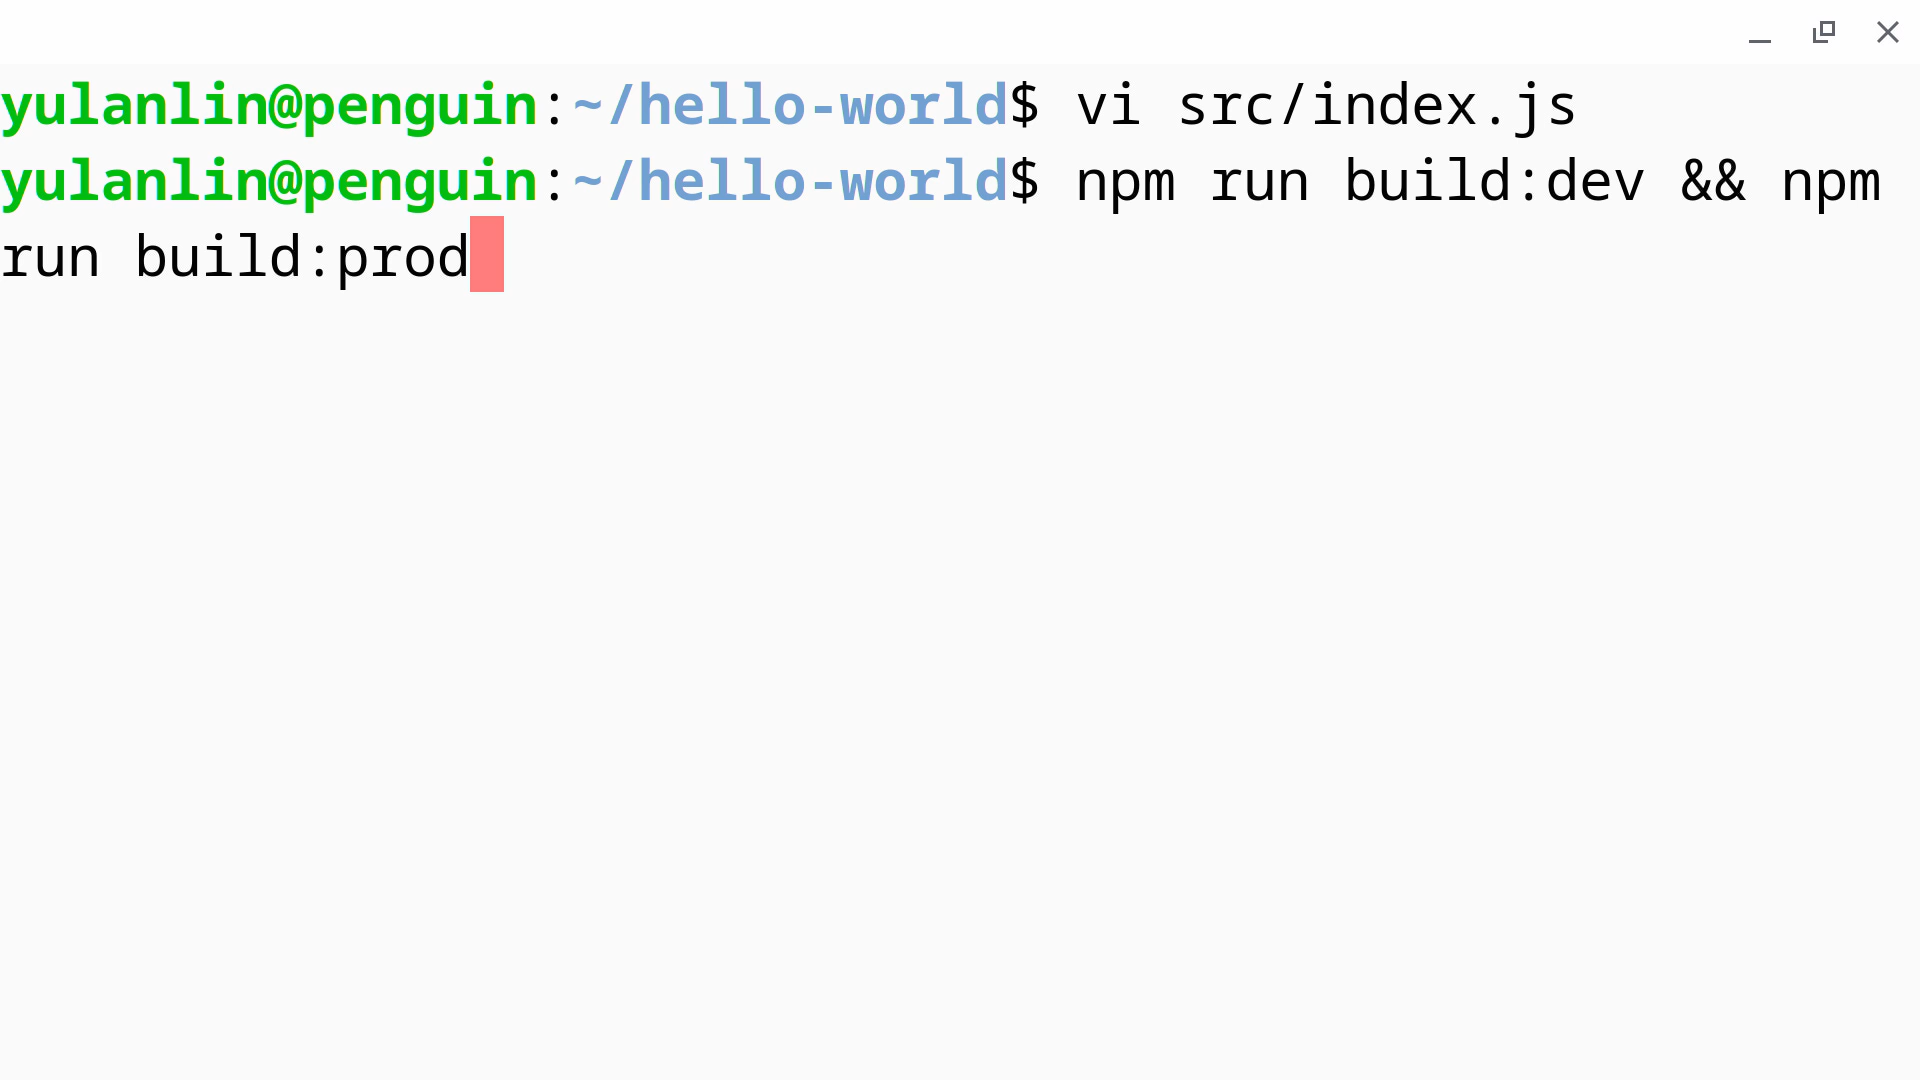 yulanlin@penguin:~/hello-world$ vi src/index.js
yulanlin@penguin:~/hello-world$ npm run build:dev && npm
run build:prod